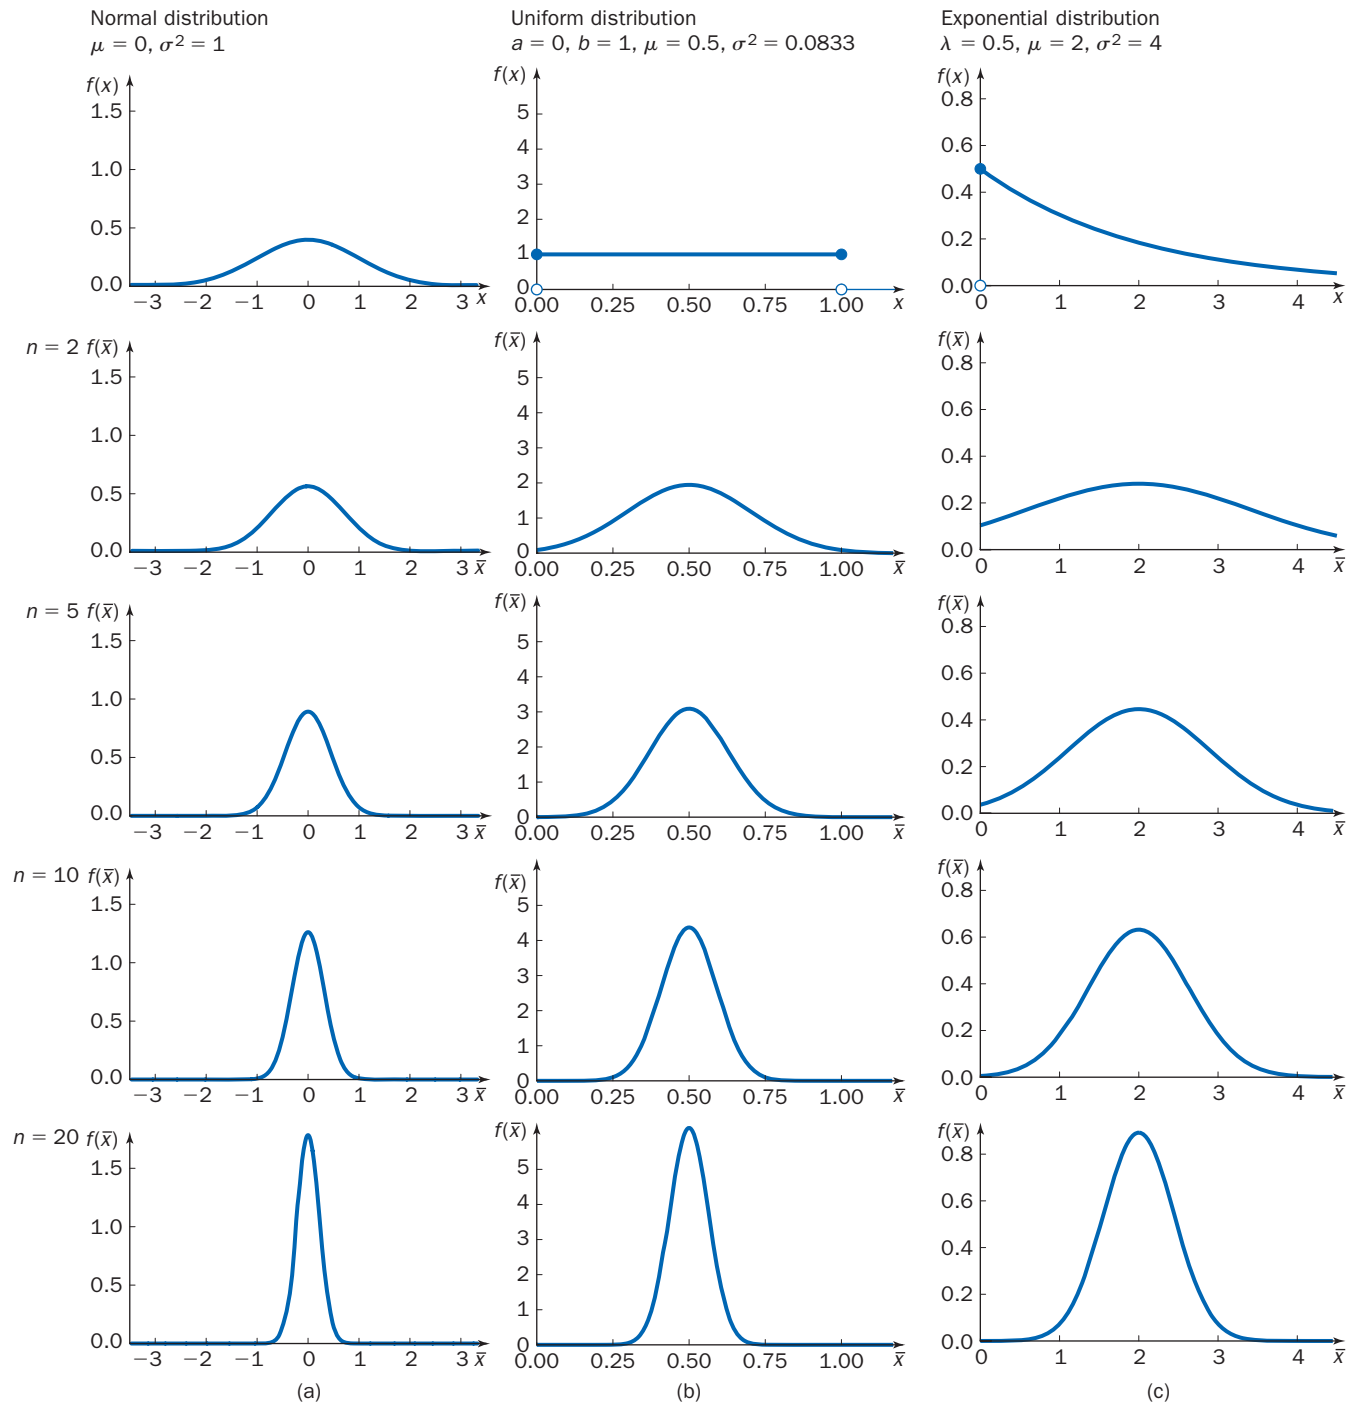 Normal distribution
μ = 0, σ² = 1
Uniform distribution
a = 0, b = 1, μ = 0.5, σ² = 0.0833
Exponential distribution
λ = 0.5, μ = 2, σ² = 4
f(x)
1.5
1.0
0.5
0.0
−3 −2 −1 0 1 2 3 x
f(x)
5
4
3
2
1
0
0.00 0.25 0.50 0.75 1.00 x
f(x)
0.8
0.6
0.4
0.2
0.0
0 1 2 3 4 x
n = 2 f(x̅)
1.5
1.0
0.5
0.0
−3 −2 −1 0 1 2 3 x̅
f(x̅)
5
4
3
2
1
0
0.00 0.25 0.50 0.75 1.00 x̅
f(x̅)
0.8
0.6
0.4
0.2
0.0
0 1 2 3 4 x̅
n = 5 f(x̅)
1.5
1.0
0.5
0.0
−3 −2 −1 0 1 2 3 x̅
f(x̅)
5
4
3
2
1
0
0.00 0.25 0.50 0.75 1.00 x̅
f(x̅)
0.8
0.6
0.4
0.2
0.0
0 1 2 3 4 x̅
n = 10 f(x̅)
1.5
1.0
0.5
0.0
−3 −2 −1 0 1 2 3 x̅
f(x̅)
5
4
3
2
1
0
0.00 0.25 0.50 0.75 1.00 x̅
f(x̅)
0.8
0.6
0.4
0.2
0.0
0 1 2 3 4 x̅
n = 20 f(x̅)
1.5
1.0
0.5
0.0
−3 −2 −1 0 1 2 3 x̅
(a)
f(x̅)
5
4
3
2
1
0
0.00 0.25 0.50 0.75 1.00 x̅
(b)
f(x̅)
0.8
0.6
0.4
0.2
0.0
0 1 2 3 4 x̅
(c)